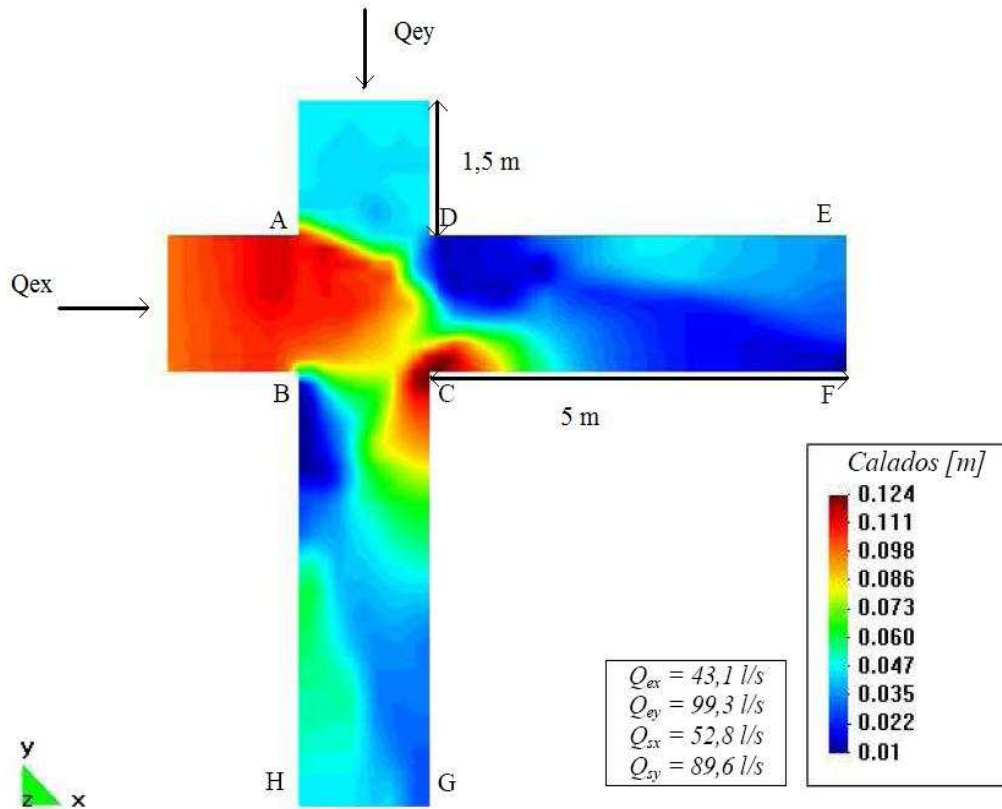 Qey
1,5 m
A
D
E
Qex
B
C
F
5 m
Calados [m]
0.124
0.111
0.098
0.086
0.073
0.060
0.047
0.035
0.022
0.01
Qex = 43,1 l/s
Qey = 99,3 l/s
Qsx = 52,8 l/s
Qsy = 89,6 l/s
H
G
y
z
x